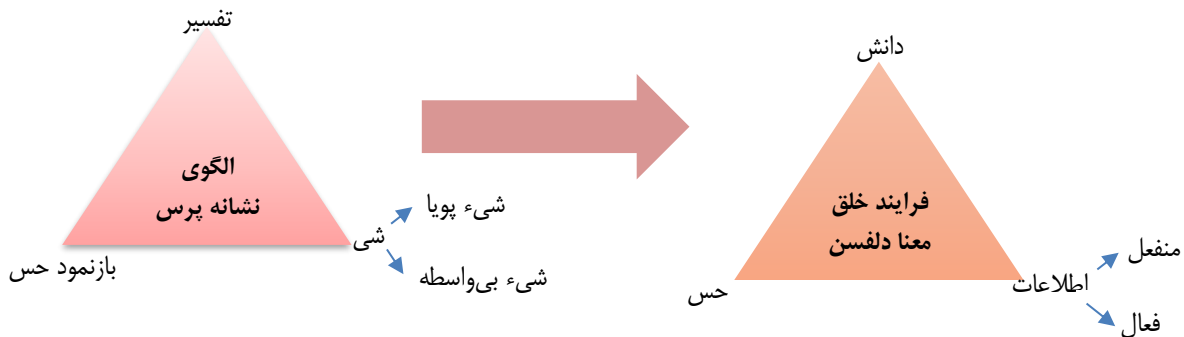 تفسیر
الگوی
نشانه پرس
بازنمود حس
شی
شیء پویا
شیء بی‌واسطه
دانش
فرایند خلق
معنا دلفسن
حس
اطلاعات
منفعل
فعال